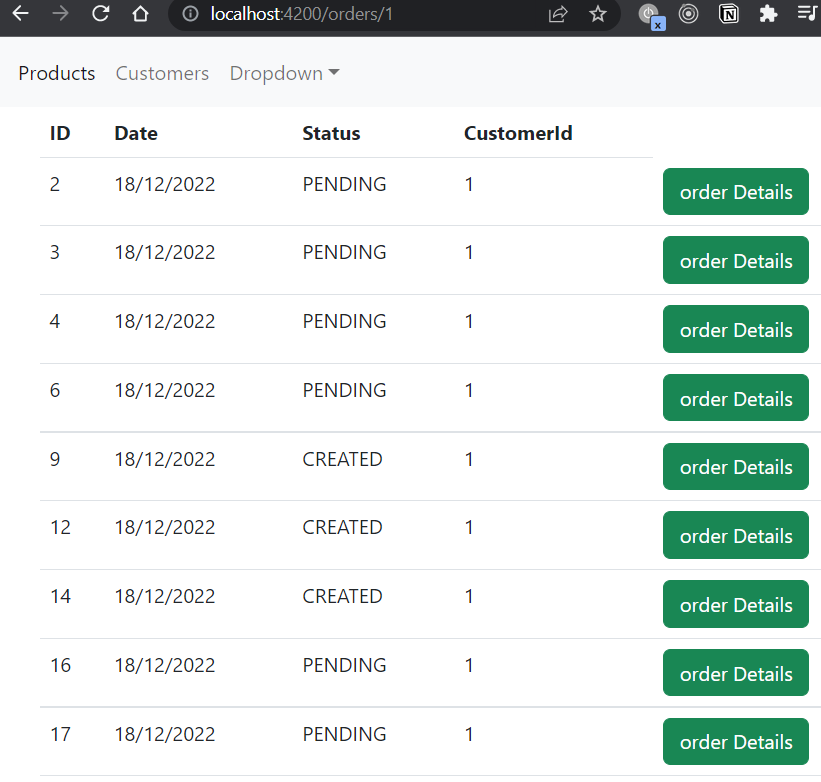 localhost:4200/orders/1
Products Customers Dropdown
ID Date Status CustomerId
2 18/12/2022 PENDING 1 order Details
3 18/12/2022 PENDING 1 order Details
4 18/12/2022 PENDING 1 order Details
6 18/12/2022 PENDING 1 order Details
9 18/12/2022 CREATED 1 order Details
12 18/12/2022 CREATED 1 order Details
14 18/12/2022 CREATED 1 order Details
16 18/12/2022 PENDING 1 order Details
17 18/12/2022 PENDING 1 order Details